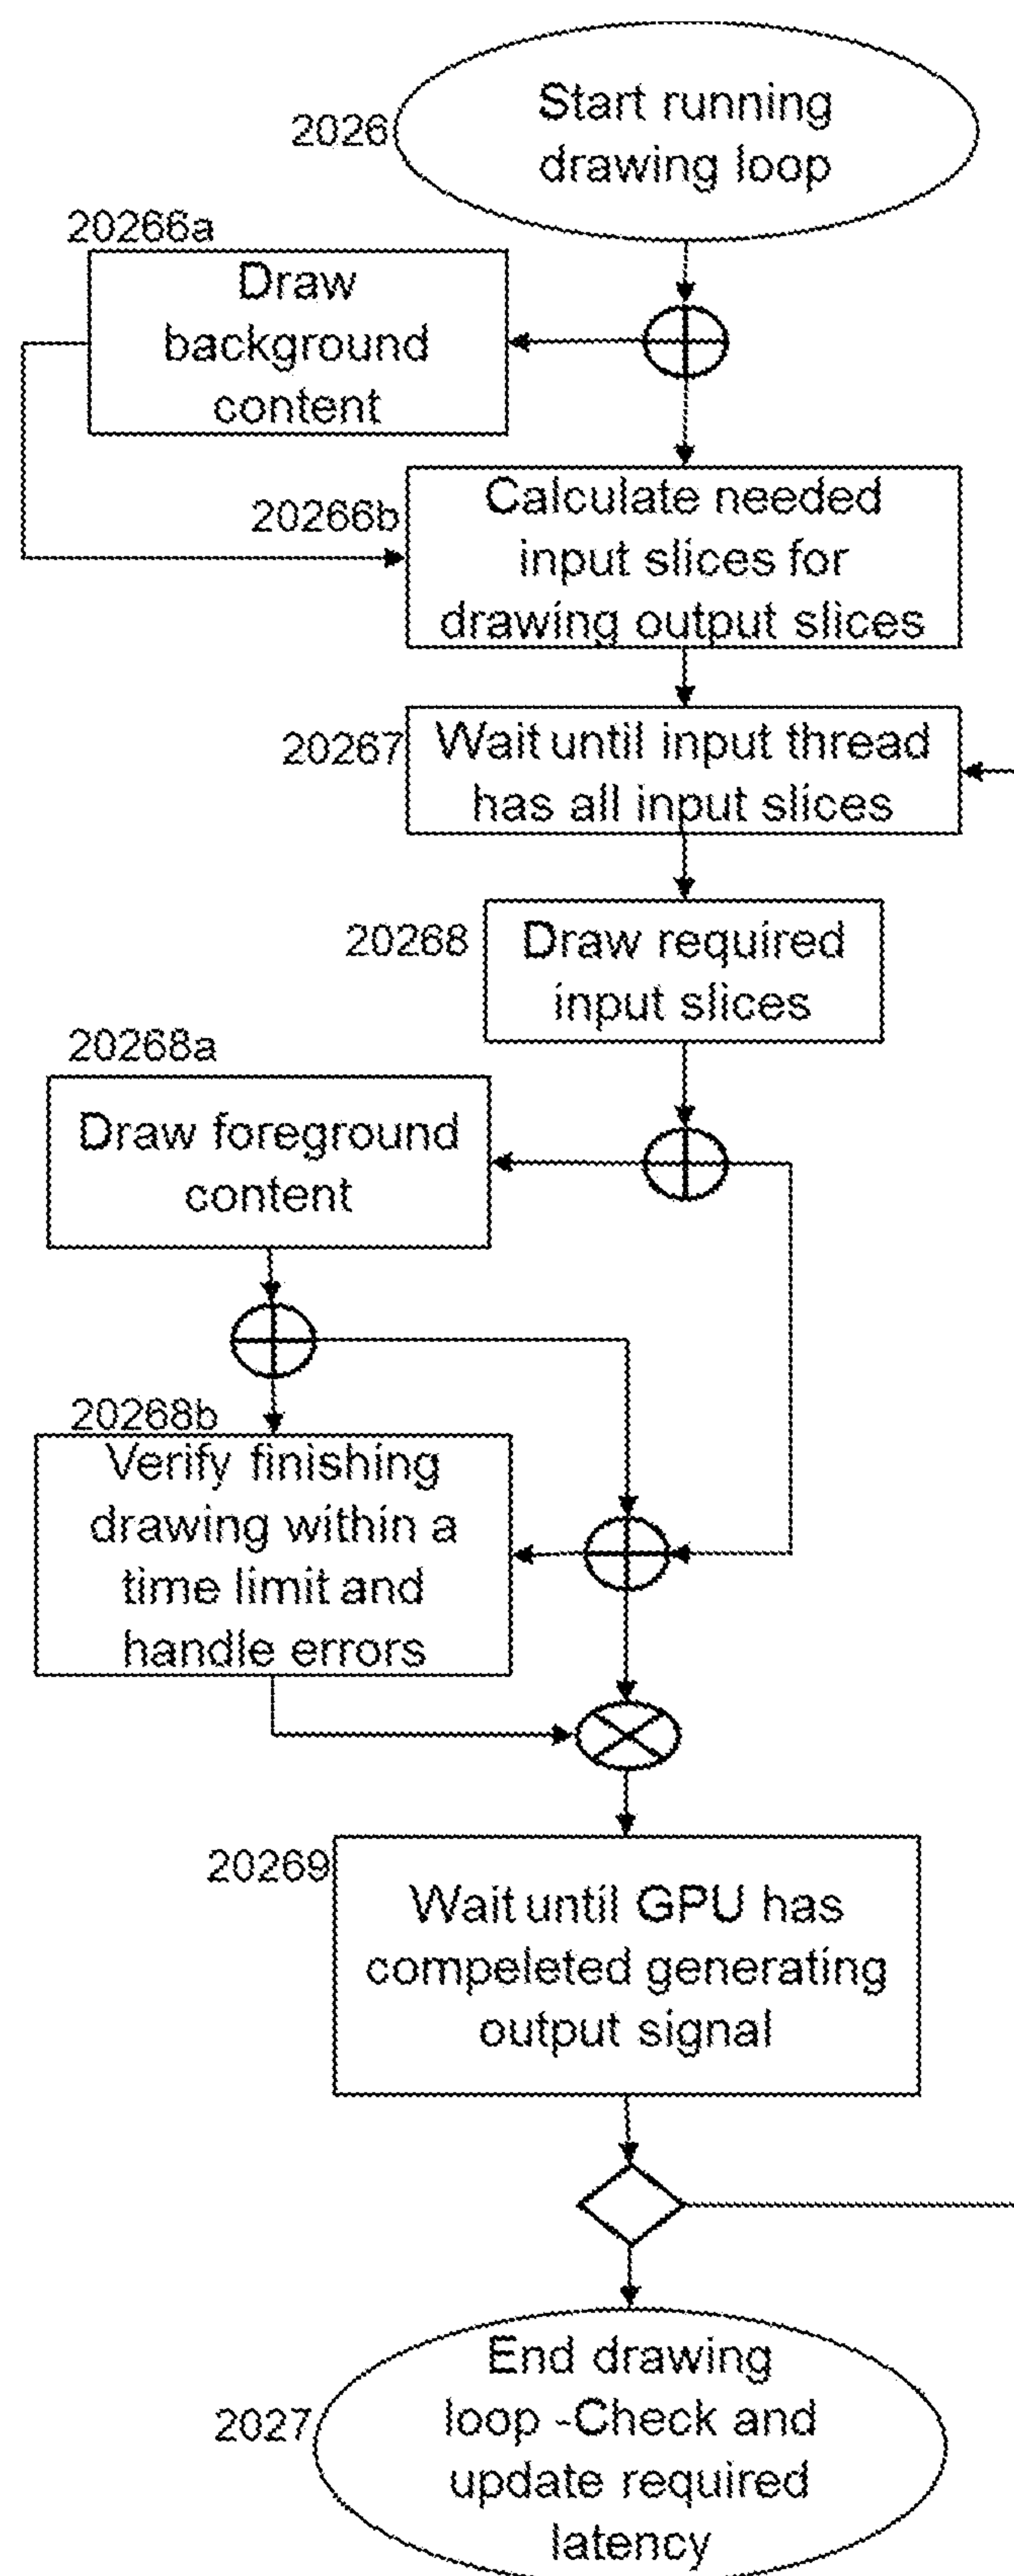 2026
Start running
drawing loop
20266a
Draw
background
content
20266b
Calculate needed
input slices for
drawing output slices
20267
Wait until input thread
has all input slices
20268
Draw required
input slices
20268a
Draw foreground
content
20268b
Verify finishing
drawing within a
time limit and
handle errors
20269
Wait until GPU has
compeleted generating
output signal
2027
End drawing
loop -Check and
update required
latency